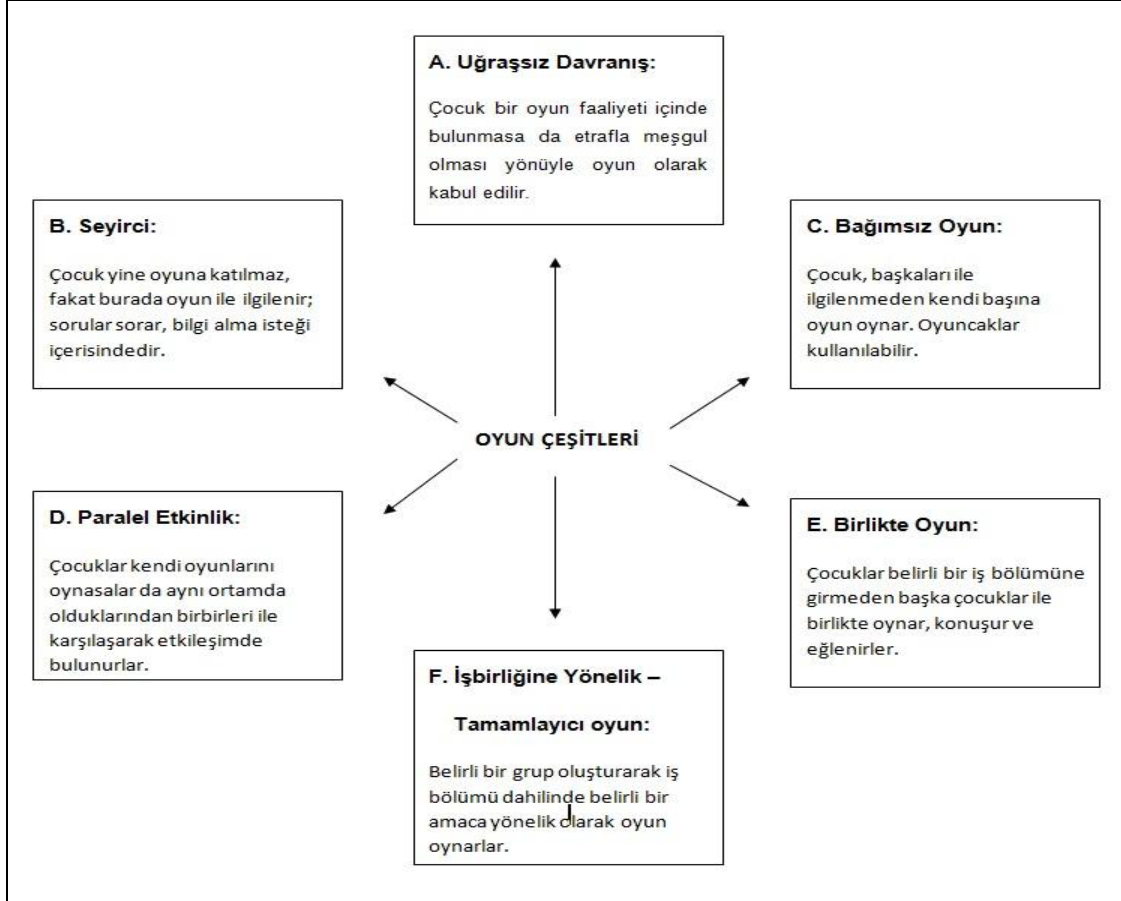 A. Uğraşsız Davranış:
Çocuk bir oyun faaliyeti içinde
bulunmasa da etrafla meşgul
olması yönüyle oyun olarak
kabul edilir.
B. Seyirci:
Çocuk yine oyuna katılmaz,
fakat burada oyun ile ilgilenir;
sorular sorar, bilgi alma isteği
içerisindedir.
C. Bağımsız Oyun:
Çocuk, başkaları ile
ilgilenmeden kendi başına
oyun oynar. Oyuncaklar
kullanılabilir.
OYUN ÇEŞİTLERİ
D. Paralel Etkinlik:
Çocuklar kendi oyunlarını
oynasalar da aynı ortamda
olduklarından birbirleri ile
karşılaşarak etkileşimde
bulunurlar.
E. Birlikte Oyun:
Çocuklar belirli bir iş bölümüne
girmeden başka çocuklar ile
birlikte oynar, konuşur ve
eğlenirler.
F. İşbirliğine Yönelik –
Tamamlayıcı oyun:
Belirli bir grup oluşturarak iş
bölümü dahilinde belirli bir
amaca yönelik olarak oyun
oynarlar.